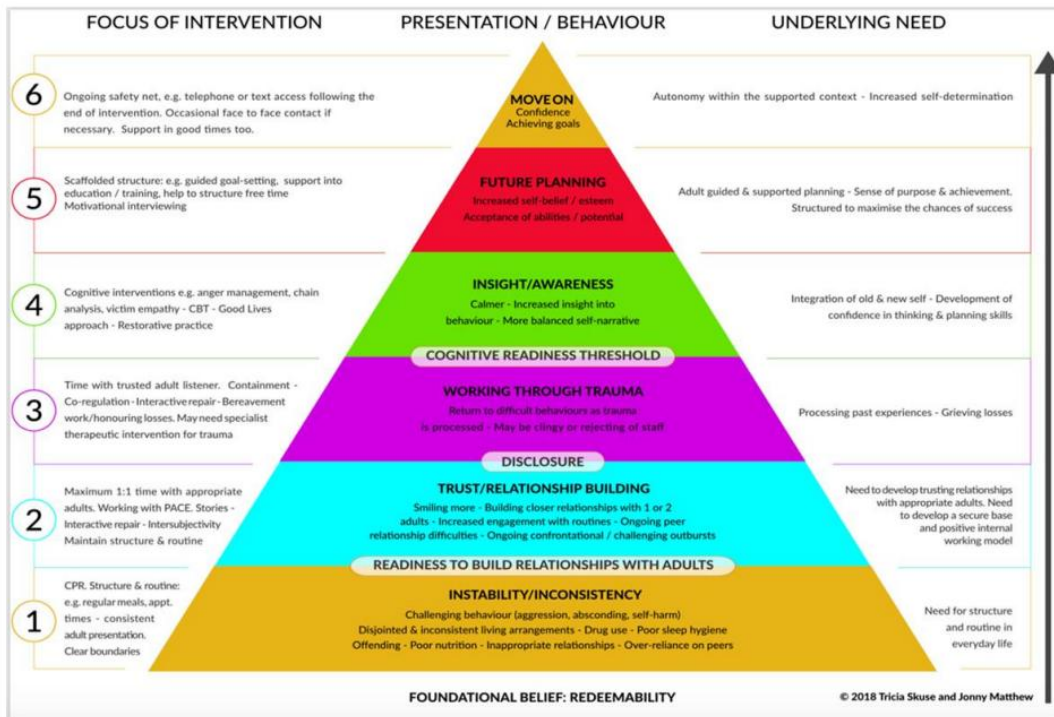 FOCUS OF INTERVENTION
PRESENTATION / BEHAVIOUR
UNDERLYING NEED
6
Ongoing safety net, e.g. telephone or text access following the
end of intervention. Occasional face to face contact if
necessary. Support in good times too.
MOVE ON
Confidence
Achieving goals
Autonomy within the supported context - Increased self-determination
5
Scaffolded structure: e.g. guided goal-setting, support into
education / training, help to structure free time
Motivational interviewing
FUTURE PLANNING
Increased self-belief / esteem
Acceptance of abilities / potential
Adult guided & supported planning - Sense of purpose & achievement.
Structured to maximise the chances of success
4
Cognitive interventions e.g. anger management, chain
analysis, victim empathy - CBT - Good Lives
approach - Restorative practice
INSIGHT/AWARENESS
Calmer - Increased insight into
behaviour - More balanced self-narrative
Integration of old & new self - Development of
confidence in thinking & planning skills
COGNITIVE READINESS THRESHOLD
3
Time with trusted adult listener. Containment -
Co-regulation - Interactive repair - Bereavement
work/honouring losses. May need specialist
therapeutic intervention for trauma
WORKING THROUGH TRAUMA
Return to difficult behaviours as trauma
is processed - May be clingy or rejecting of staff
Processing past experiences - Grieving losses
DISCLOSURE
2
Maximum 1:1 time with appropriate
adults. Working with PACE. Stories -
Interactive repair - Intersubjectivity
Maintain structure & routine
TRUST/RELATIONSHIP BUILDING
Smiling more - Building closer relationships with 1 or 2
adults - Increased engagement with routines - Ongoing peer
relationship difficulties - Ongoing confrontational / challenging outbursts
Need to develop trusting relationships
with appropriate adults. Need
to develop a secure base
and positive internal
working model
READINESS TO BUILD RELATIONSHIPS WITH ADULTS
1
CPR. Structure & routine:
e.g. regular meals, appt.
times - consistent
adult presentation.
Clear boundaries
INSTABILITY/INCONSISTENCY
Challenging behaviour (aggression, absconding, self-harm)
Disjointed & inconsistent living arrangements - Drug use - Poor sleep hygiene
Offending - Poor nutrition - Inappropriate relationships - Over-reliance on peers
Need for structure
and routine in
everyday life
FOUNDATIONAL BELIEF: REDEEMABILITY
© 2018 Tricia Skuse and Jonny Matthew